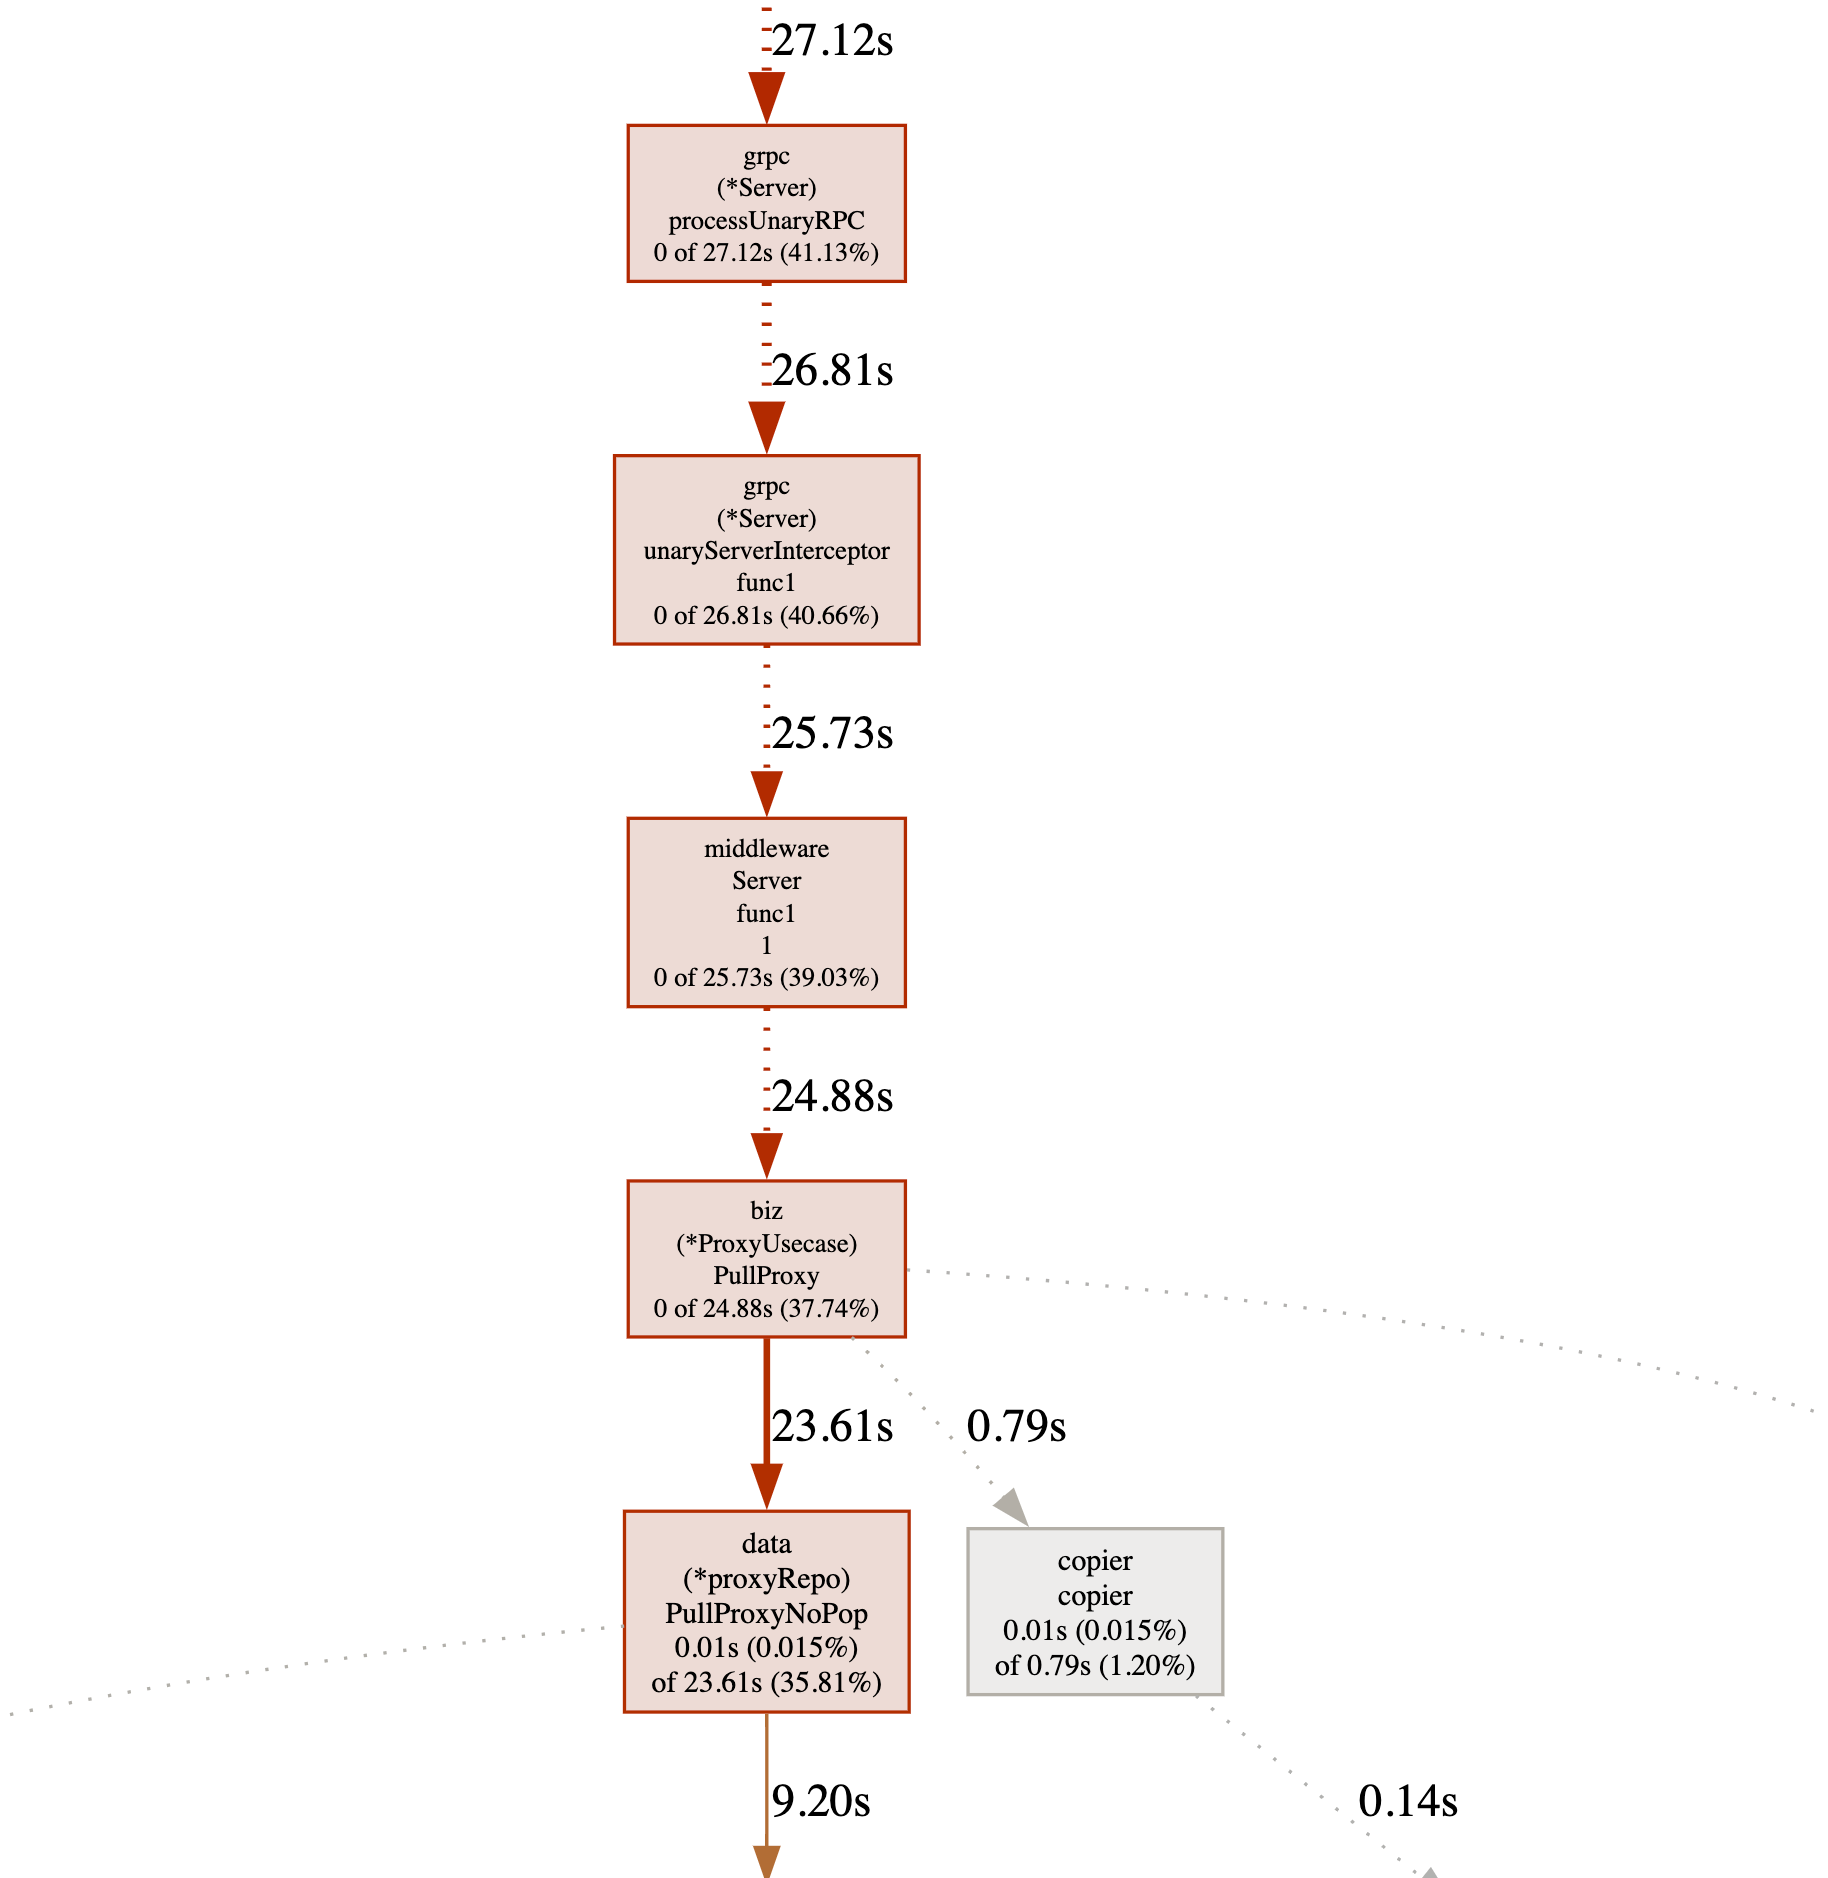 27.12s
grpc
(*Server)
processUnaryRPC
0 of 27.12s (41.13%)
26.81s
grpc
(*Server)
unaryServerInterceptor
func1
0 of 26.81s (40.66%)
25.73s
middleware
Server
func1
1
0 of 25.73s (39.03%)
24.88s
biz
(*ProxyUsecase)
PullProxy
0 of 24.88s (37.74%)
23.61s
0.79s
data
(*proxyRepo)
PullProxyNoPop
0.01s (0.015%)
of 23.61s (35.81%)
copier
copier
0.01s (0.015%)
of 0.79s (1.20%)
9.20s
0.14s